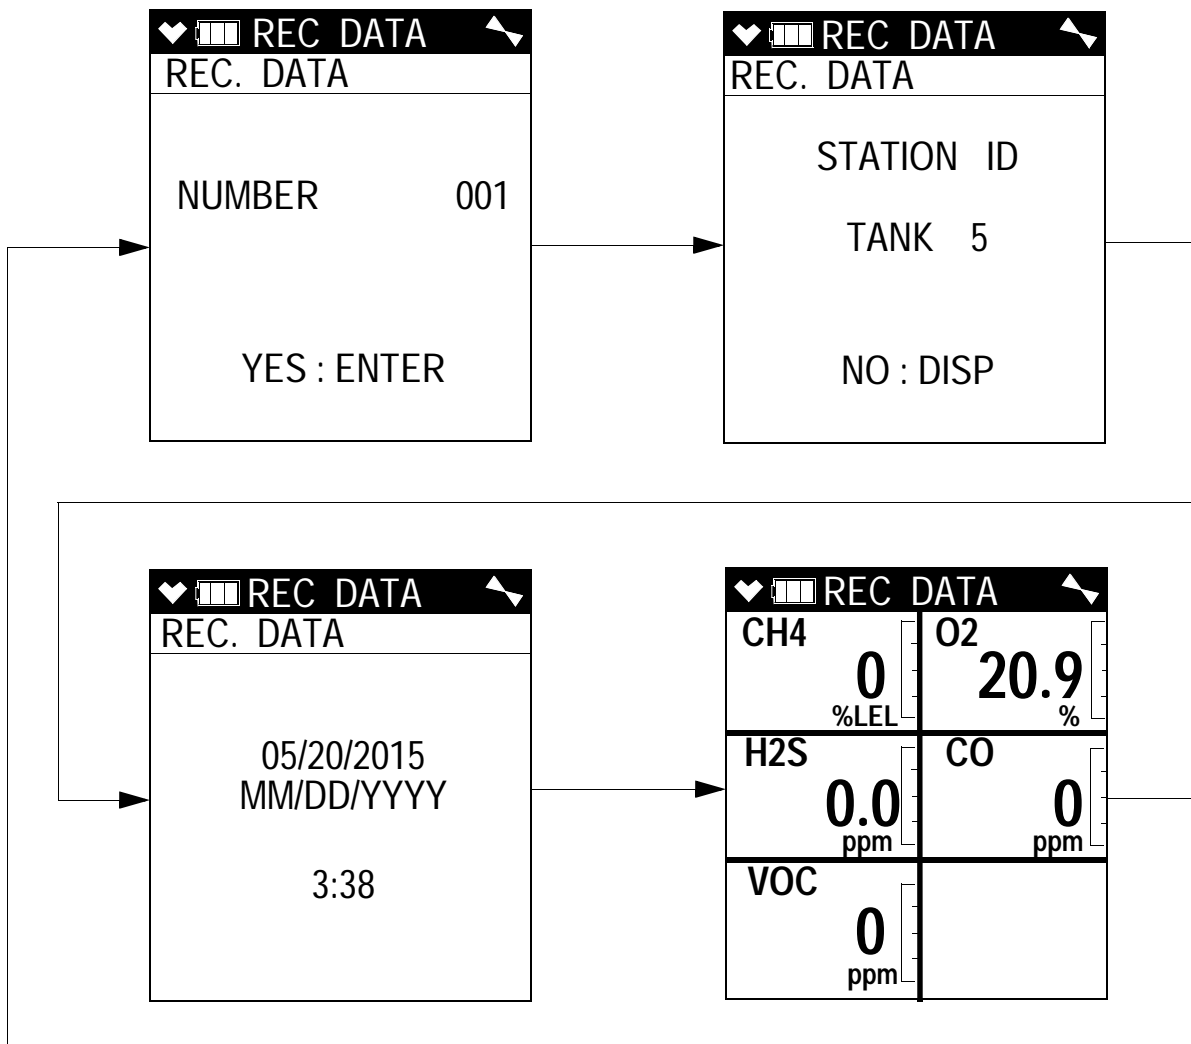 REC DATA
REC. DATA
NUMBER 001
YES : ENTER
REC DATA
REC. DATA
STATION ID
TANK 5
NO : DISP
REC DATA
REC. DATA
05/20/2015
MM/DD/YYYY
3:38
REC DATA
CH4
0
%LEL
O2
20.9
%
H2S
0.0
ppm
CO
0
ppm
VOC
0
ppm